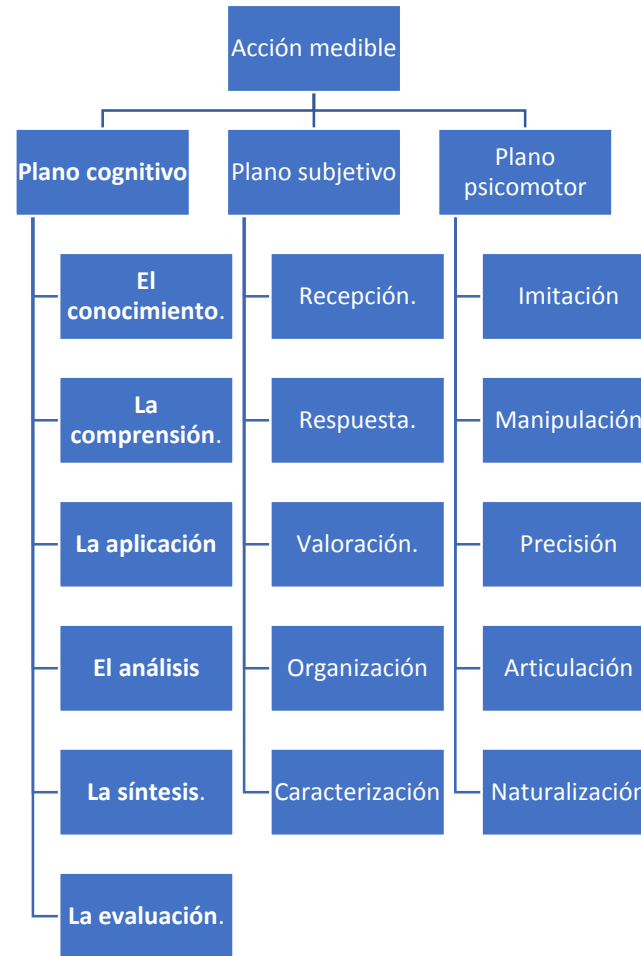 Acción medible
Plano cognitivo
El
conocimiento.
La
comprensión.
La aplicación
El análisis
La síntesis.
La evaluación.
Plano subjetivo
Recepción.
Respuesta.
Valoración.
Organización
Caracterización
Plano
psicomotor
Imitación
Manipulación
Precisión
Articulación
Naturalización